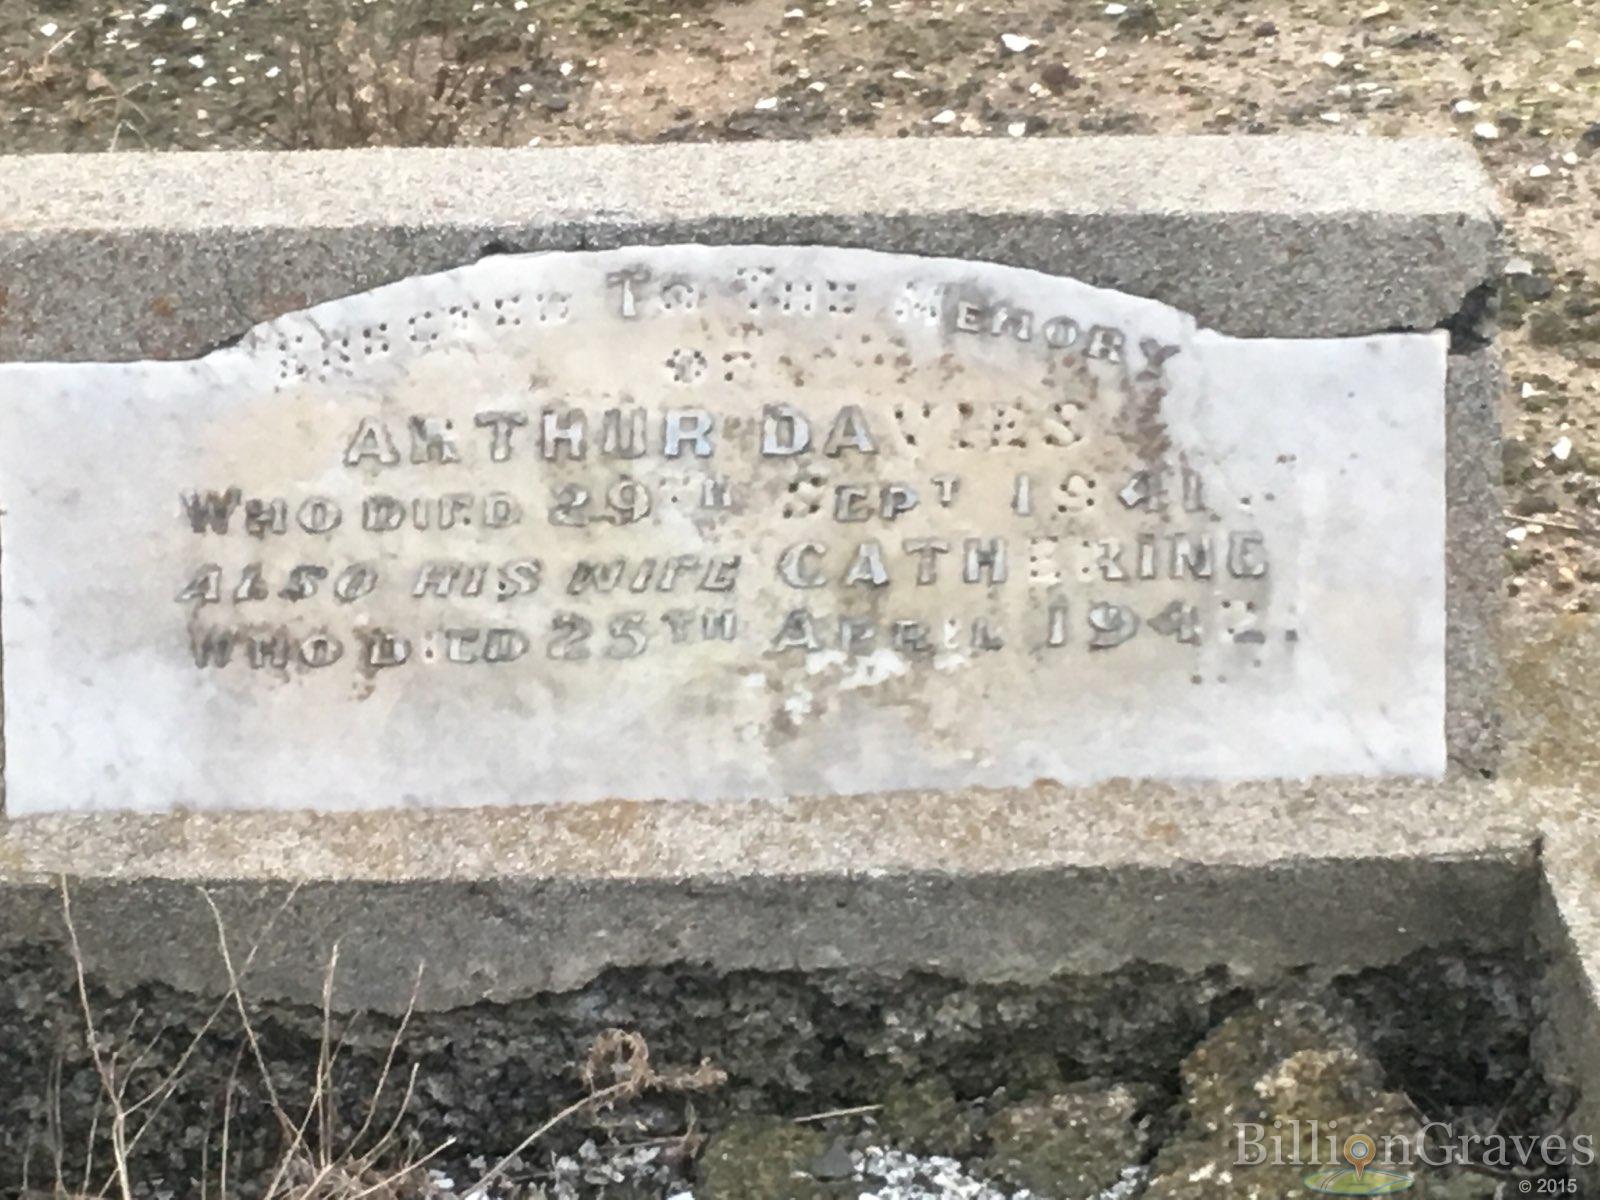 ERECTED TO THE MEMORY
OF
ARTHUR DAVIES
WHO DIED 29TH SEPT 1941.
ALSO HIS WIFE CATHERINE
WHO DIED 25TH APRIL 1942.
BillionGraves
© 2015